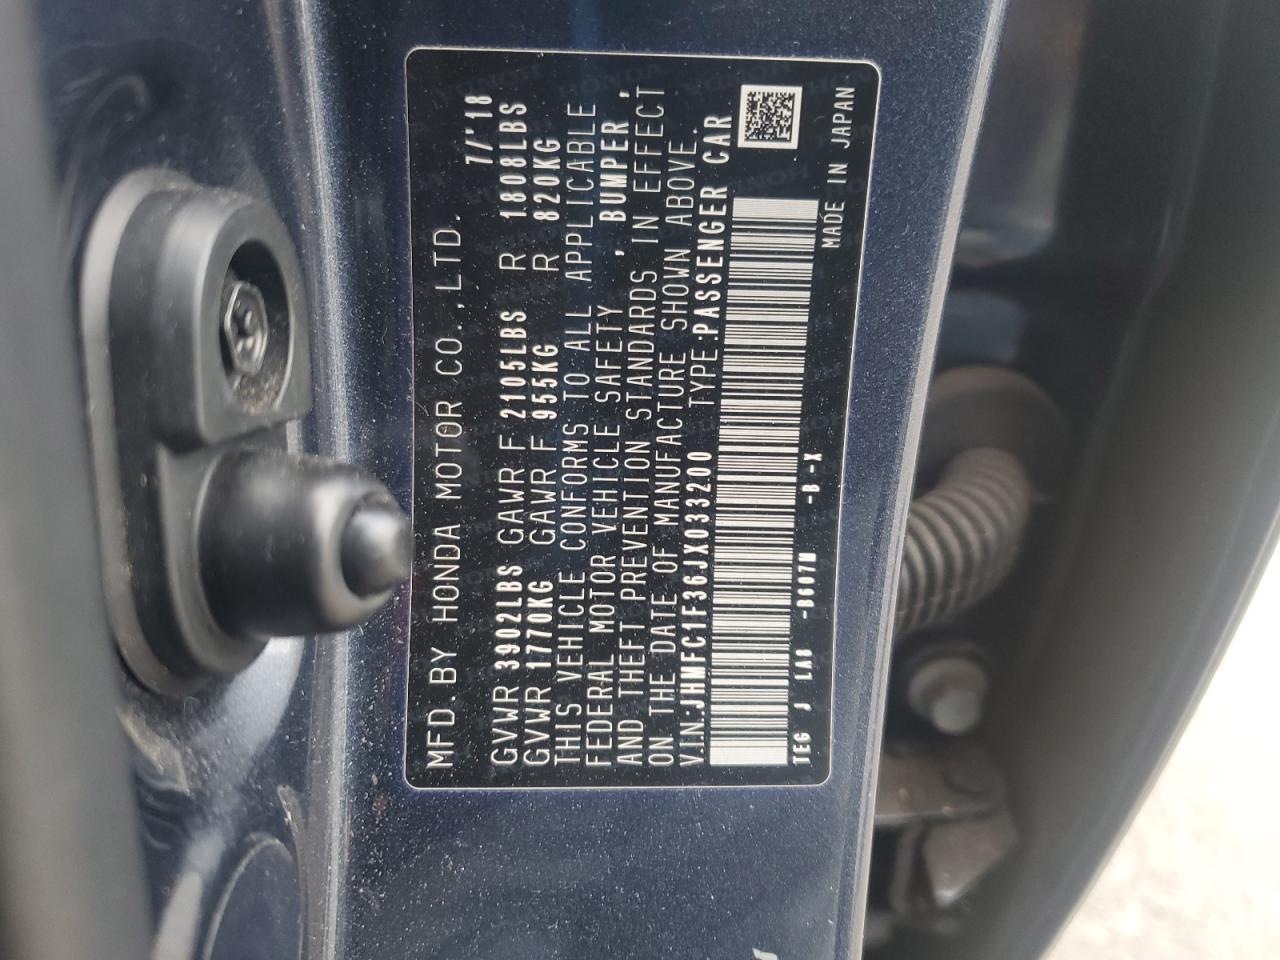 MFD. BY HONDA MOTOR CO.,LTD. 7/'18
GVWR 3902LBS GAWR F 2105LBS R 1808LBS
GVWR 1770KG GAWR F 955KG R 820KG
THIS VEHICLE CONFORMS TO ALL APPLICABLE
FEDERAL MOTOR VEHICLE SAFETY , BUMPER ,
AND THEFT PREVENTION STANDARDS IN EFFECT
ON THE DATE OF MANUFACTURE SHOWN ABOVE.
VIN:JHMFC1F36JX033200 TYPE:PASSENGER CAR
TEG J LA8 -B607M -B-X
MADE IN JAPAN